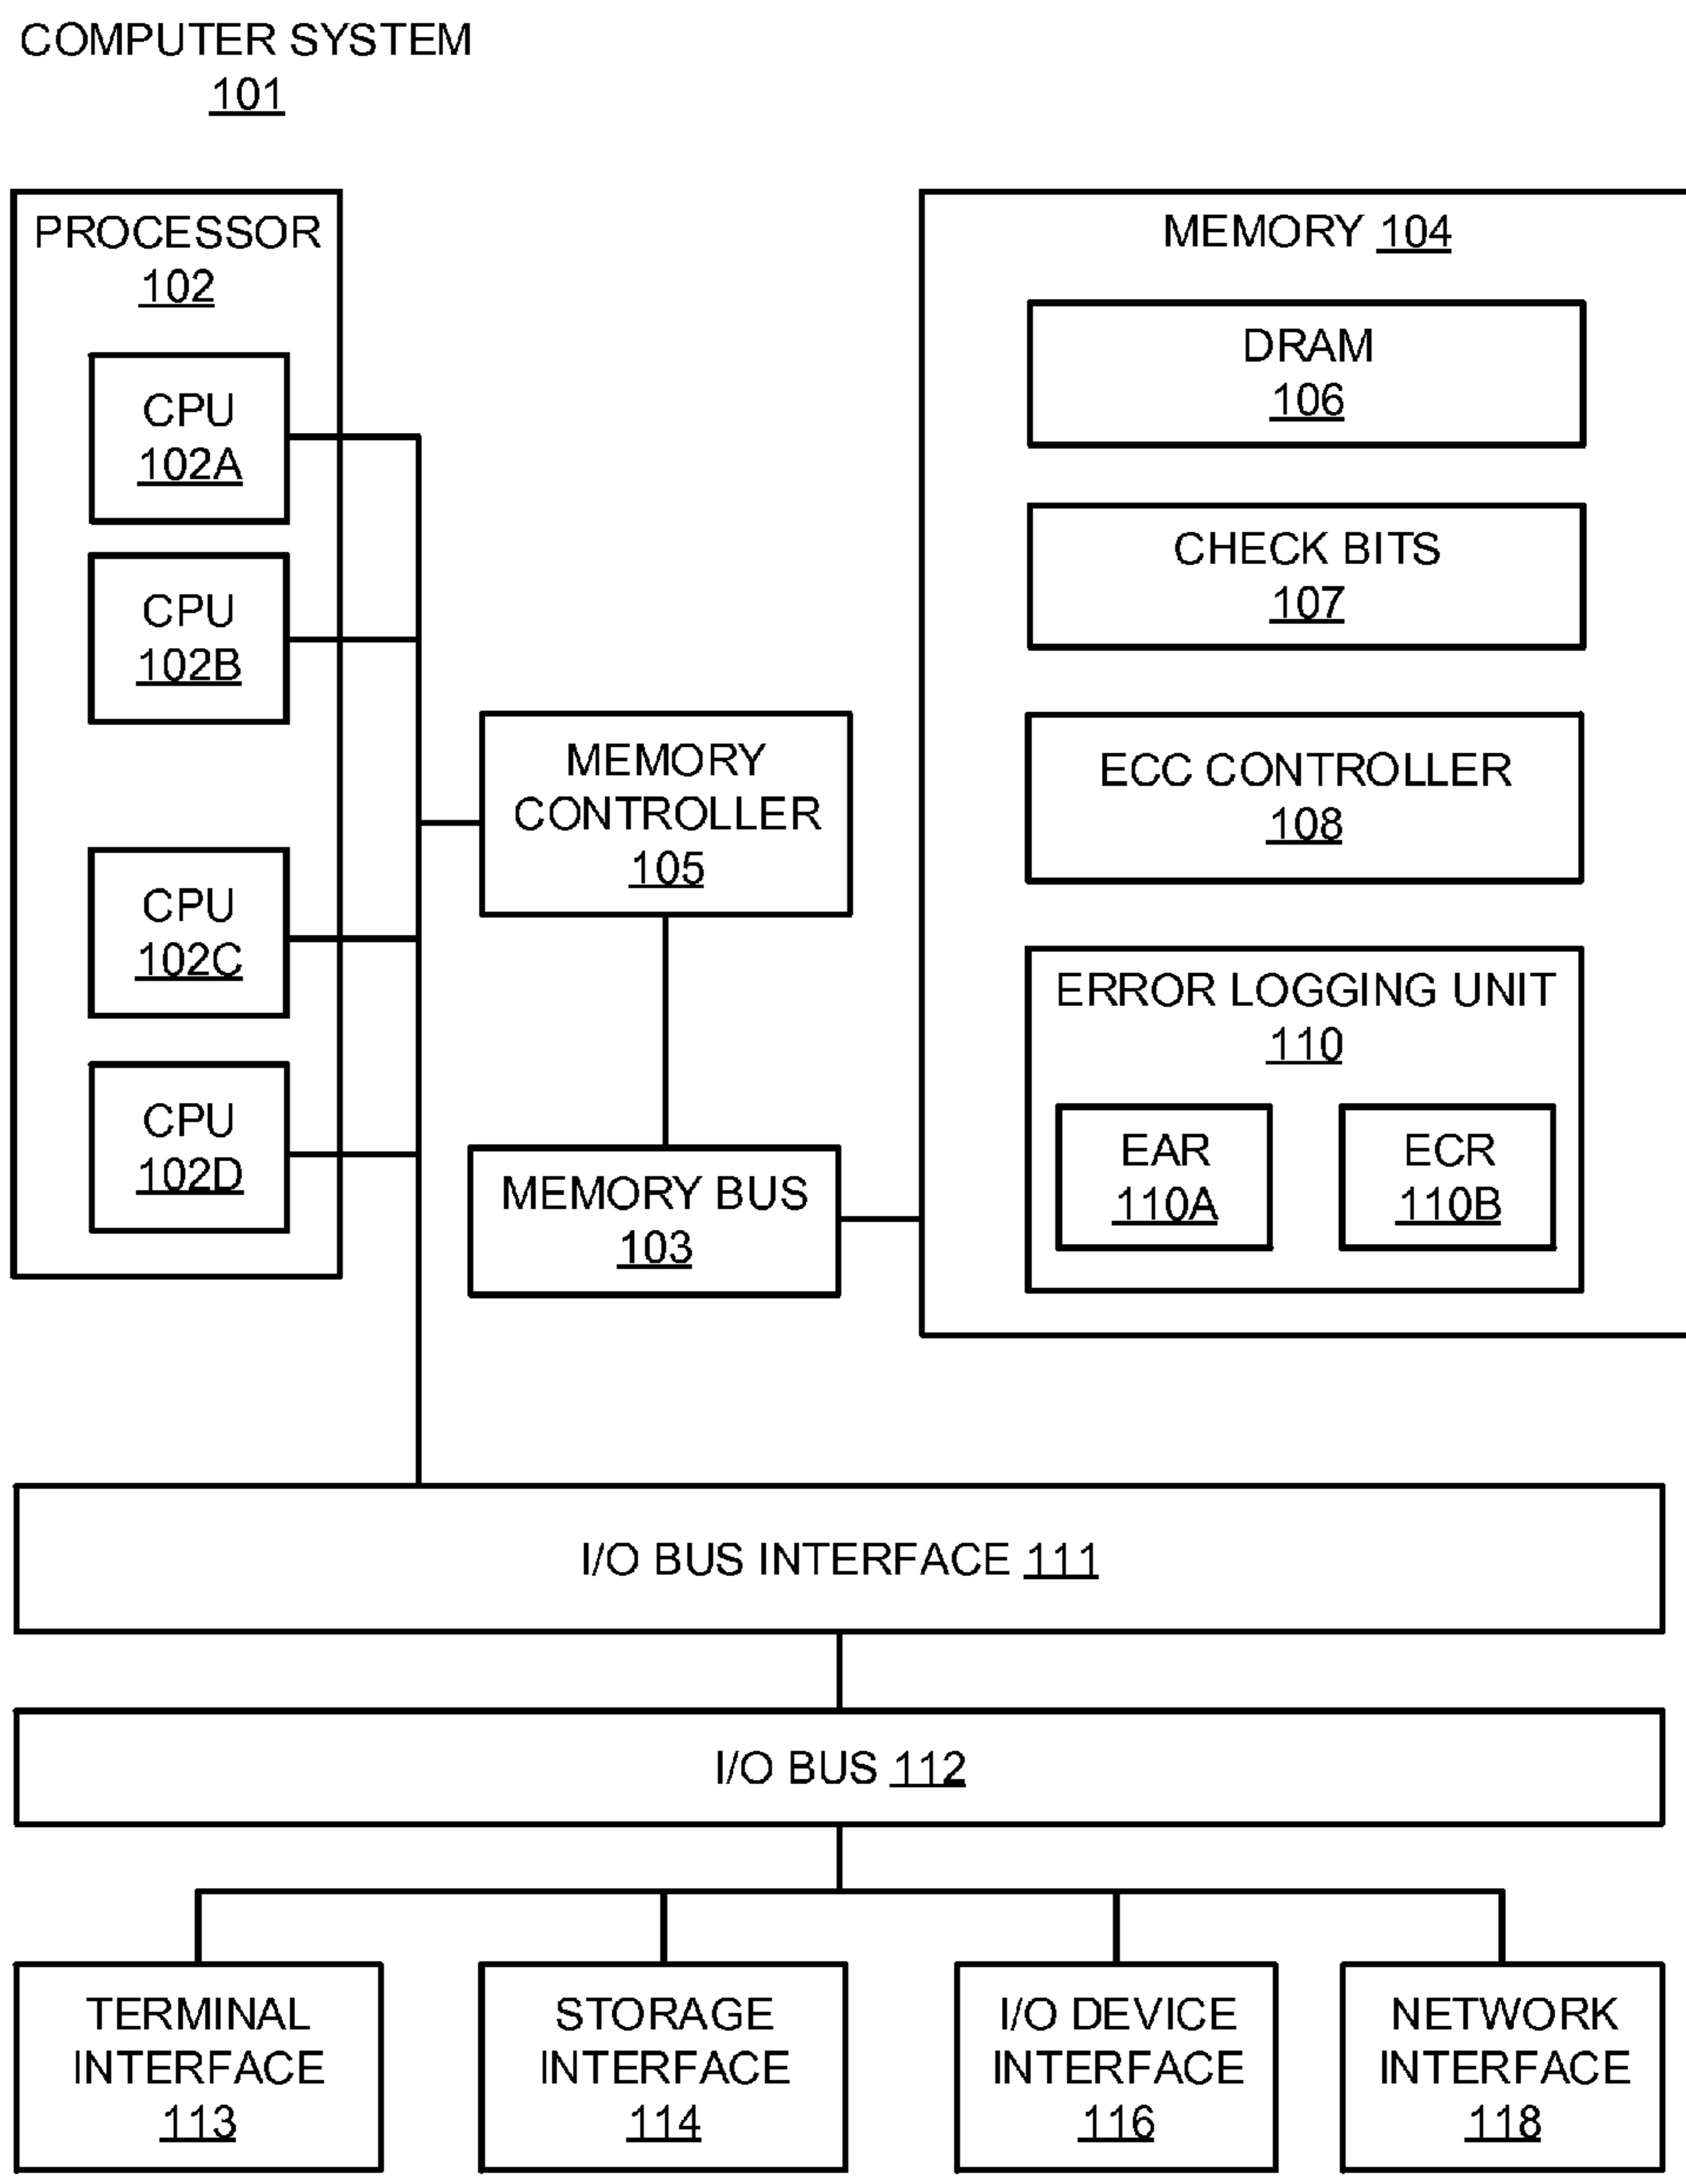 COMPUTER SYSTEM
101
PROCESSOR
102
CPU
102A
CPU
102B
CPU
102C
CPU
102D
MEMORY
CONTROLLER
105
MEMORY BUS
103
MEMORY 104
DRAM
106
CHECK BITS
107
ECC CONTROLLER
108
ERROR LOGGING UNIT
110
EAR
110A
ECR
110B
I/O BUS INTERFACE 111
I/O BUS 112
TERMINAL
INTERFACE
113
STORAGE
INTERFACE
114
I/O DEVICE
INTERFACE
116
NETWORK
INTERFACE
118